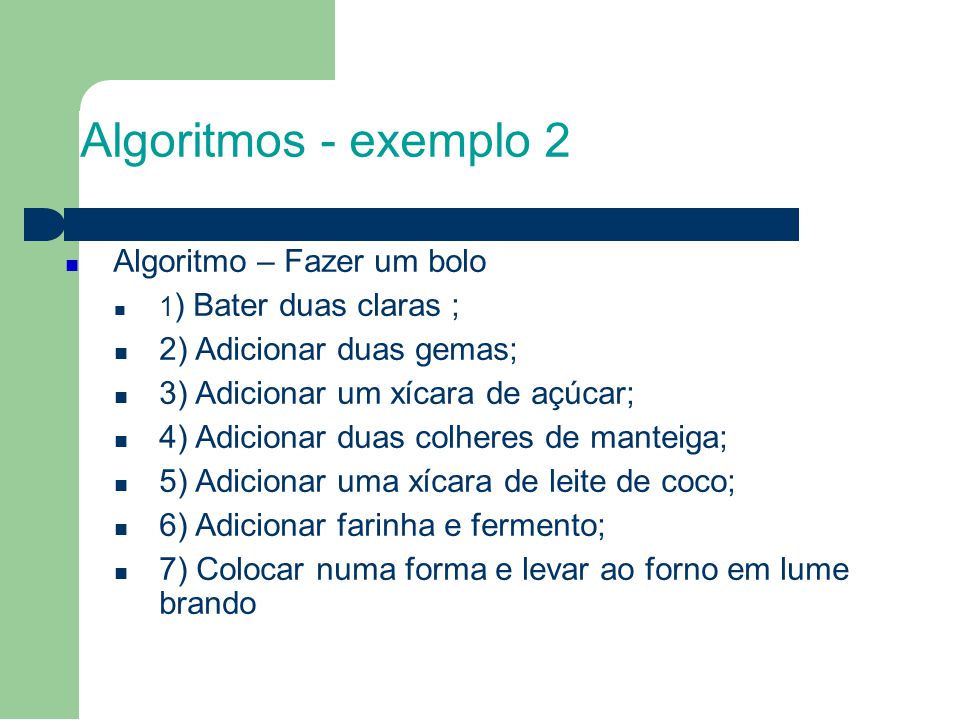 Algoritmos - exemplo 2
Algoritmo – Fazer um bolo
1) Bater duas claras ;
2) Adicionar duas gemas;
3) Adicionar um xícara de açúcar;
4) Adicionar duas colheres de manteiga;
5) Adicionar uma xícara de leite de coco;
6) Adicionar farinha e fermento;
7) Colocar numa forma e levar ao forno em lume
brando